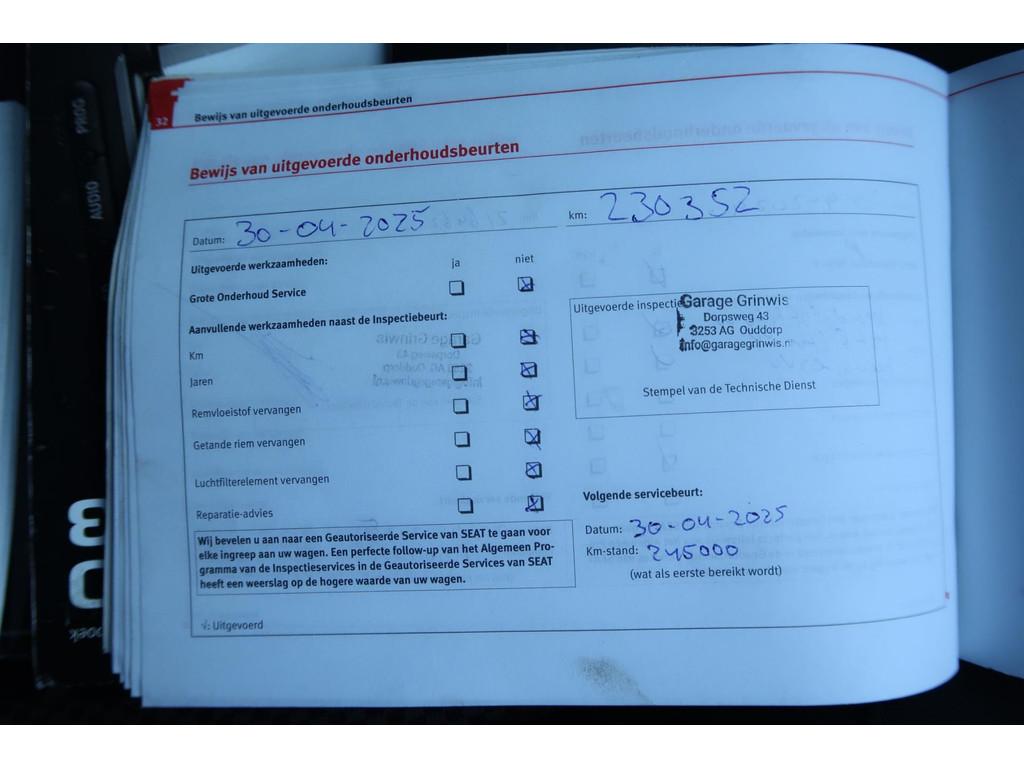 32
Bewijs van uitgevoerde onderhoudsbeurten
Bewijs van uitgevoerde onderhoudsbeurten
Datum: 30-04-2025
km: 230352
Uitgevoerde werkzaamheden:
ja niet
Grote Onderhoud Service
Aanvullende werkzaamheden naast de Inspectiebeurt:
Km
Jaren
Remvloeistof vervangen
Getande riem vervangen
Luchtfilterelement vervangen
Reparatie-advies
Wij bevelen u aan naar een Geautoriseerde Service van SEAT te gaan voor
elke ingreep aan uw wagen. Een perfecte follow-up van het Algemeen Pro-
gramma van de Inspectieservices in de Geautoriseerde Services van SEAT
heeft een weerslag op de hogere waarde van uw wagen.
√: Uitgevoerd
Uitgevoerde inspectie
Garage Grinwis
Dorpsweg 43
3253 AG Ouddorp
info@garagegrinwis.n
Stempel van de Technische Dienst
Volgende servicebeurt:
Datum: 30-04-2025
Km-stand: 245000
(wat als eerste bereikt wordt)
AUDIO
PROG